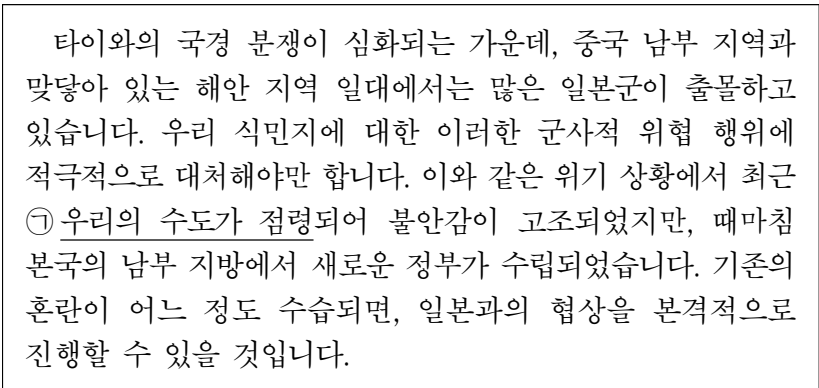 타이와의 국경 분쟁이 심화되는 가운데, 중국 남부 지역과
맞닿아 있는 해안 지역 일대에서는 많은 일본군이 출몰하고
있습니다. 우리 식민지에 대한 이러한 군사적 위협 행위에
적극적으로 대처해야만 합니다. 이와 같은 위기 상황에서 최근
㉠우리의 수도가 점령되어 불안감이 고조되었지만, 때마침
본국의 남부 지방에서 새로운 정부가 수립되었습니다. 기존의
혼란이 어느 정도 수습되면, 일본과의 협상을 본격적으로
진행할 수 있을 것입니다.